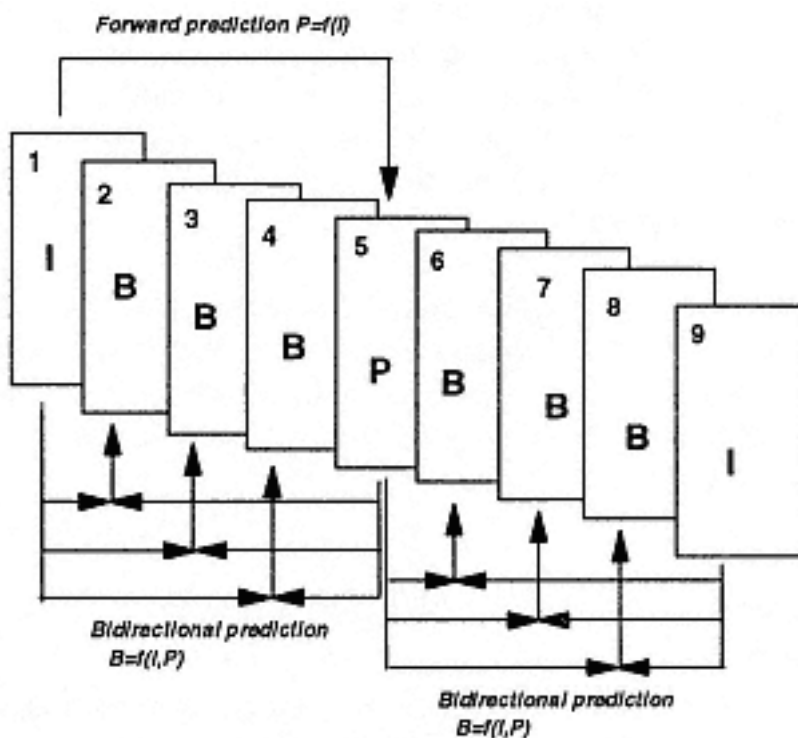 Forward prediction P=f(I)
1
I
2
B
3
B
4
B
5
P
6
B
7
B
8
B
9
I
Bidirectional prediction
B=f(I,P)
Bidirectional prediction
B=f(I,P)